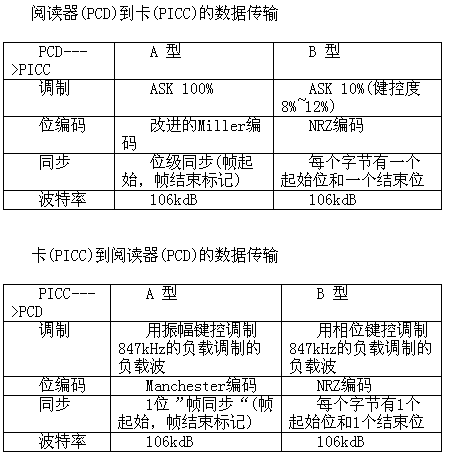 阅读器(PCD)到卡(PICC)的数据传输
PCD---
>PICC
A 型
B 型
调制
ASK 100%
ASK 10%(健控度
8%~12%)
位编码
改进的Miller编
码
NRZ编码
同步
位级同步(帧起
始，帧结束标记)
每个字节有一个
起始位和一个结束位
波特率
106kdB
106kdB
卡(PICC)到阅读器(PCD)的数据传输
PICC---
>PCD
A 型
B 型
调制
用振幅键控调制
847kHz的负载调制的
负载波
用相位键控调制
847kHz的负载调制的
负载波
位编码
Manchester编码
NRZ编码
同步
1位”帧同步“(帧
起始，帧结束标记)
每个字节有1个
起始位和1个结束位
波特率
106kdB
106kdB